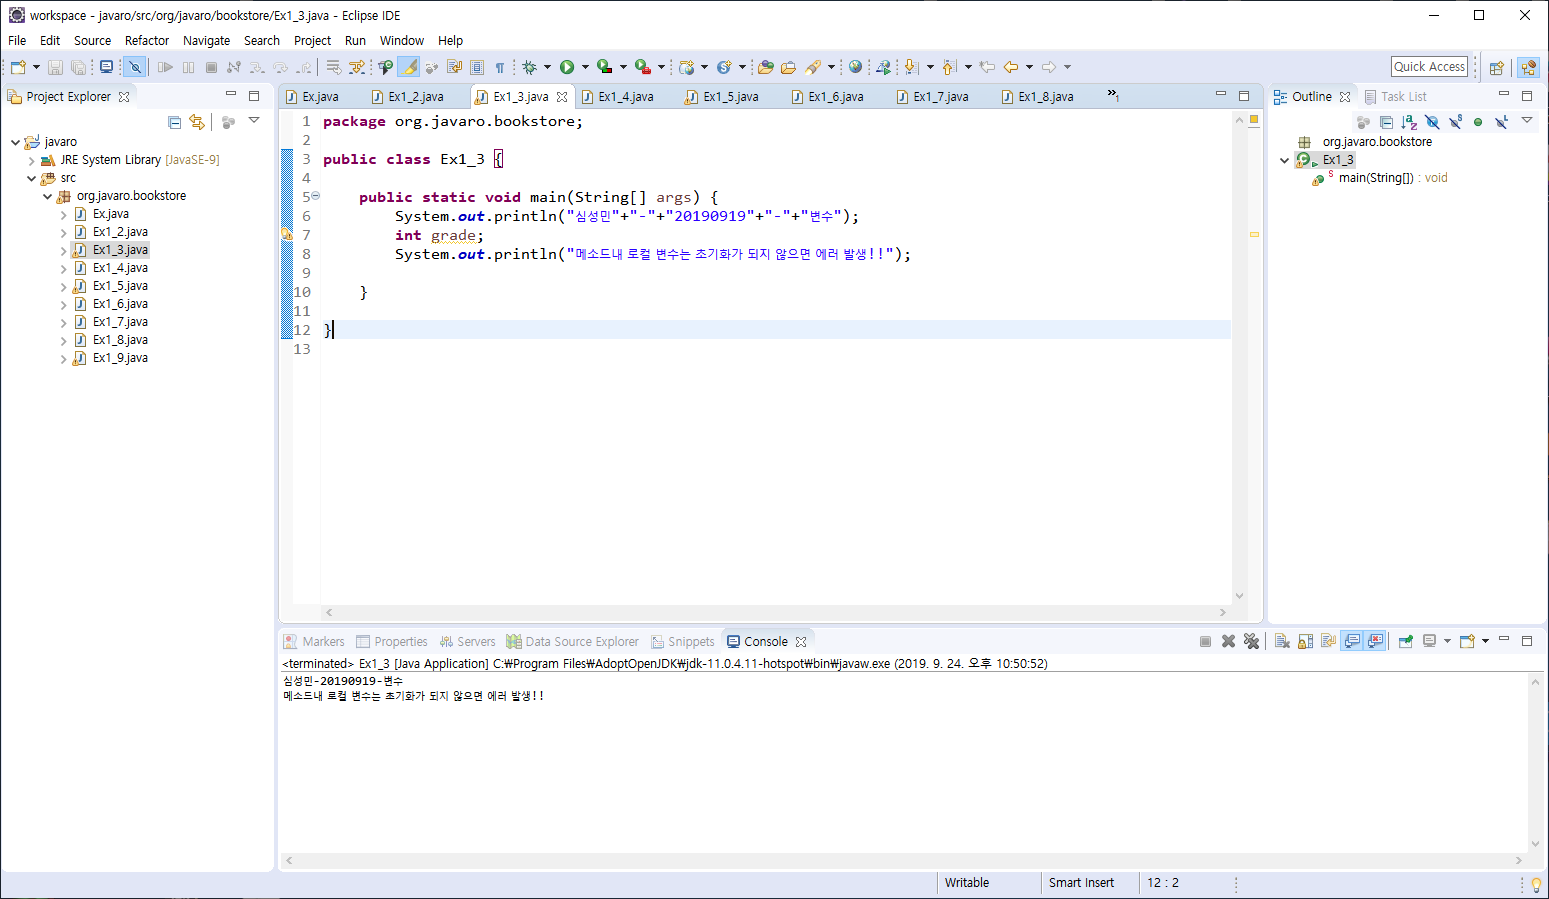 workspace - javaro/src/org/javaro/bookstore/Ex1_3.java - Eclipse IDE
File Edit Source Refactor Navigate Search Project Run Window Help
Quick Access
Project Explorer
javaro
JRE System Library [JavaSE-9]
src
org.javaro.bookstore
Ex.java
Ex1_2.java
Ex1_3.java
Ex1_4.java
Ex1_5.java
Ex1_6.java
Ex1_7.java
Ex1_8.java
Ex1_9.java
Ex.java Ex1_2.java Ex1_3.java Ex1_4.java Ex1_5.java Ex1_6.java Ex1_7.java Ex1_8.java »1
1 package org.javaro.bookstore;
2
3 public class Ex1_3 {
4
5 public static void main(String[] args) {
6 System.out.println("심성민"+"-"+"20190919"+"-"+"변수");
7 int grade;
8 System.out.println("메소드내 로컬 변수는 초기화가 되지 않으면 에러 발생!!");
9
10 }
11
12 }
13
Outline Task List
org.javaro.bookstore
Ex1_3
main(String[]) : void
Markers Properties Servers Data Source Explorer Snippets Console
<terminated> Ex1_3 [Java Application] C:₩Program Files₩AdoptOpenJDK₩jdk-11.0.4.11-hotspot₩bin₩javaw.exe (2019. 9. 24. 오후 10:50:52)
심성민-20190919-변수
메소드내 로컬 변수는 초기화가 되지 않으면 에러 발생!!
Writable Smart Insert 12 : 2